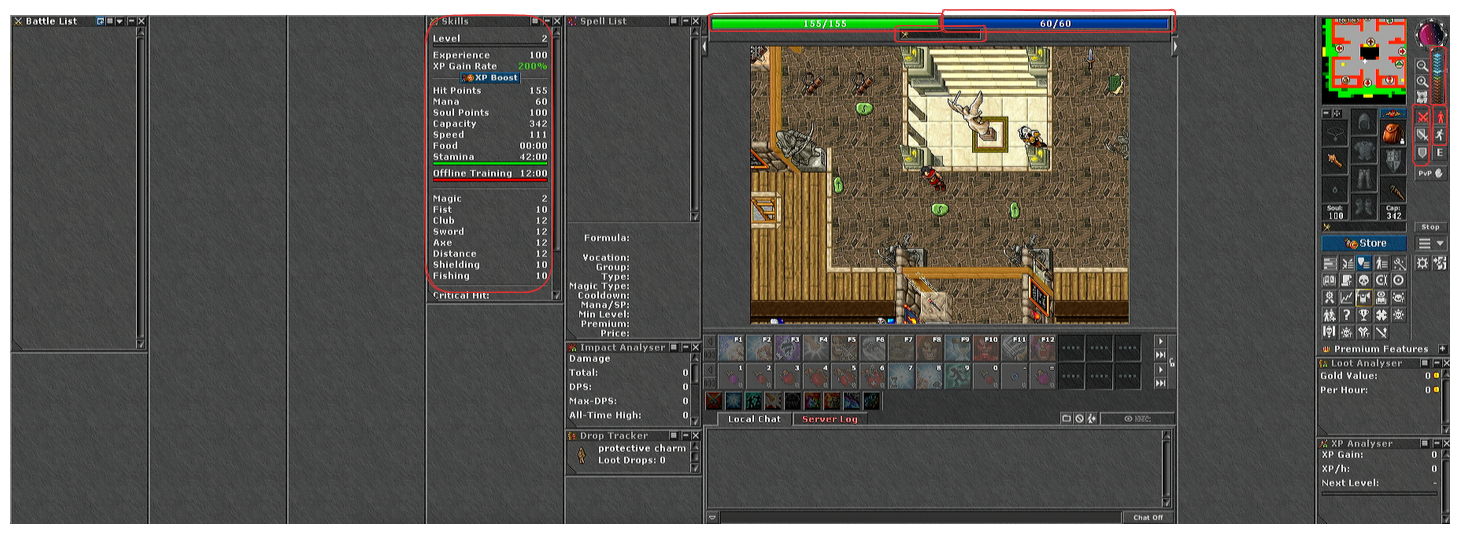 Battle List
Skills
Level 2
Experience 100
XP Gain Rate 200%
XP Boost
Hit Points 155
Mana 60
Soul Points 100
Capacity 342
Speed 111
Food 00:00
Stamina 42:00
Offline Training 12:00
Magic 2
Fist 10
Club 12
Sword 12
Axe 12
Distance 12
Shielding 10
Fishing 10
Critical Hit:
Spell List
Formula:
Vocation:
Group:
Type:
Magic Type:
Cooldown:
Mana/SP:
Min Level:
Premium:
Price:
Impact Analyser
Damage
Total: 0
DPS: 0
Max-DPS: 0
All-Time High: 0
Drop Tracker
protective charm
Loot Drops: 0
155/155
60/60
F1 F2 F3 F4 F5 F6 F7 F8 F9 F10 F11 F12
1 2 3 4 5 6 7 8 9 0 - =
Local Chat
Server Log
Chat Off
Soul:
100
Cap:
342
E
PvP
Stop
Store
Premium Features
Loot Analyser
Gold Value: 0
Per Hour: 0
XP Analyser
XP Gain: 0
XP/h: 0
Next Level: -